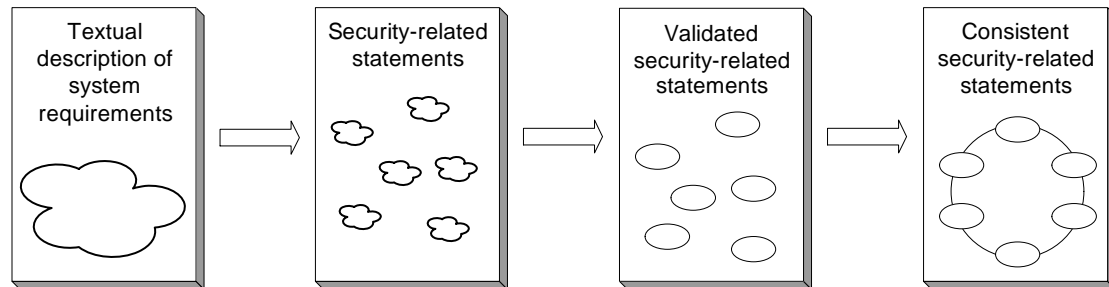 Textual
description of
system
requirements
Security-related
statements
Validated
security-related
statements
Consistent
security-related
statements